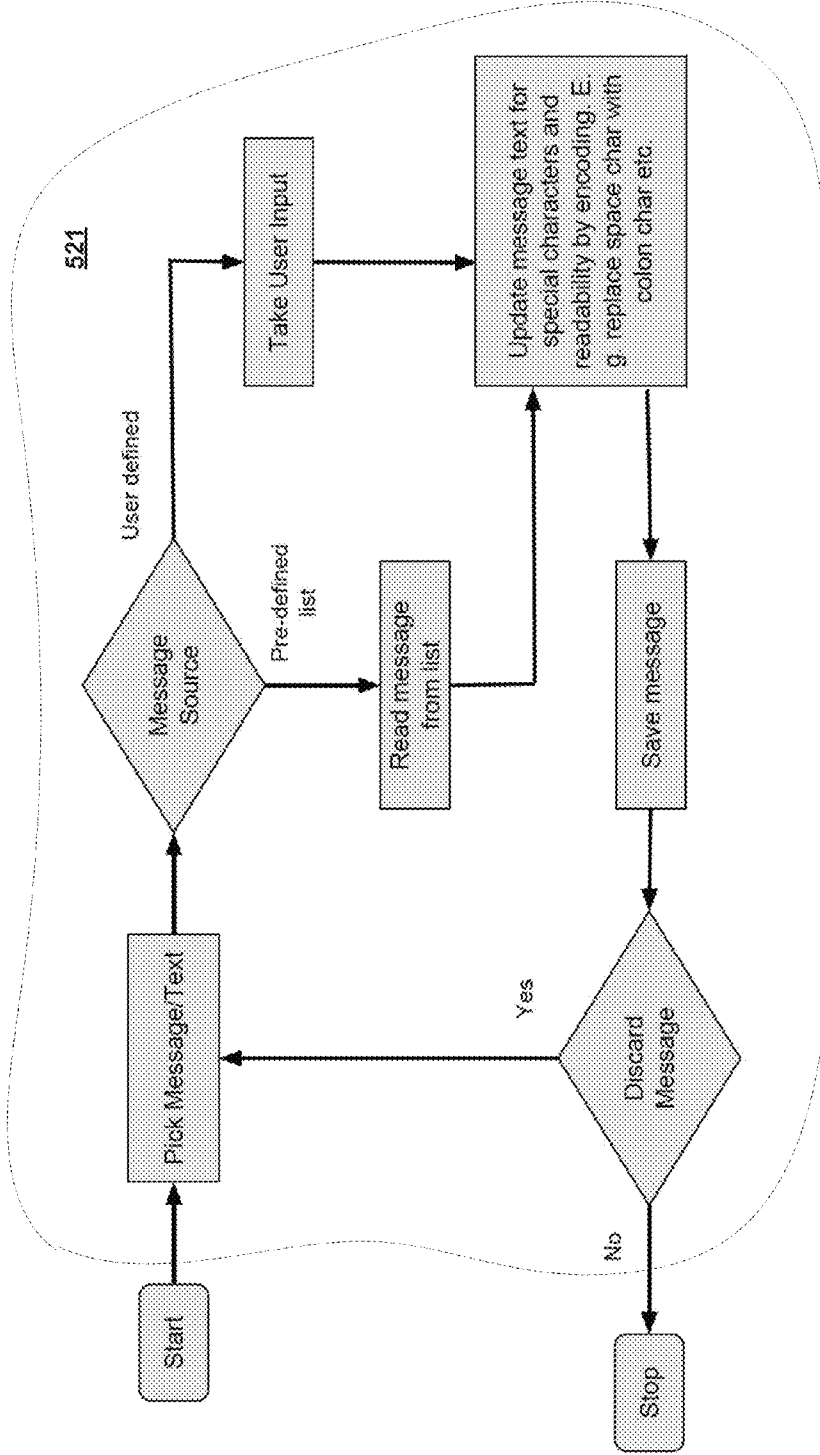 521
Start
Pick Message/Text
Message
Source
User defined
Take User Input
Pre-defined
list
Read message
from list
Update message text for
special characters and
readability by encoding. E.
g. replace space char with
colon char etc
Save message
Discard
Message
Yes
No
Stop